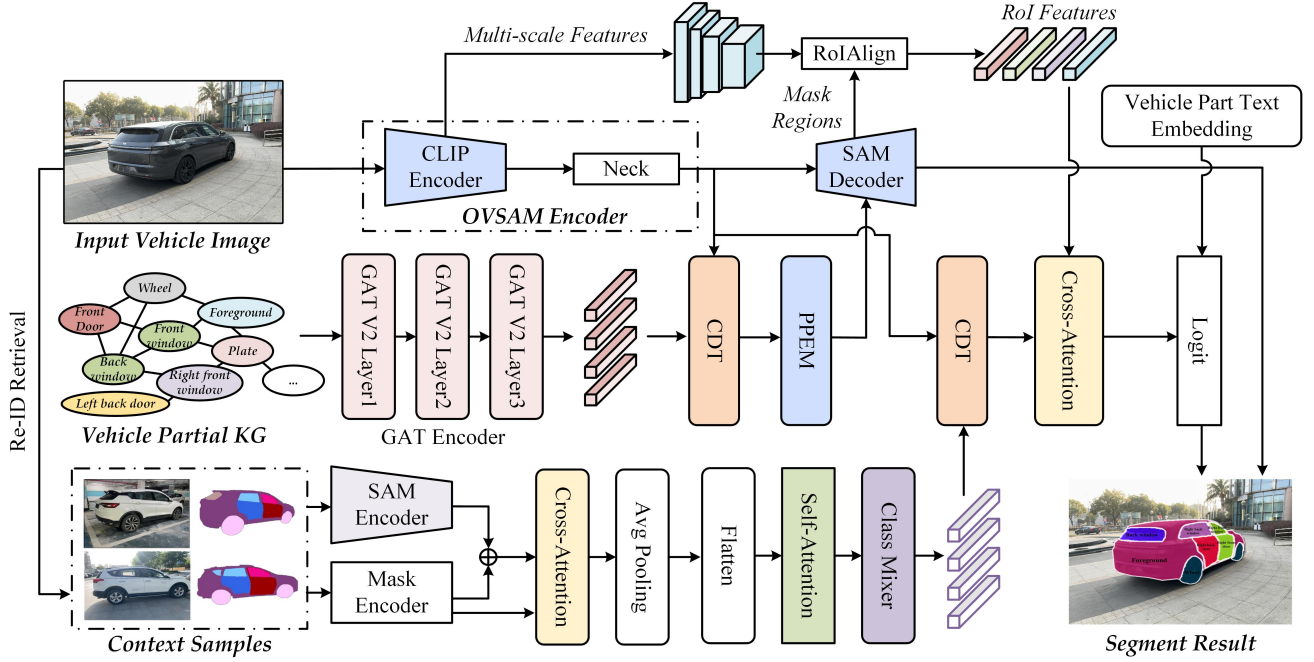 Multi-scale Features
RoI Features
RoIAlign
Mask
Regions
Vehicle Part Text
Embedding
CLIP
Encoder
Neck
SAM
Decoder
OVSAM Encoder
Input Vehicle Image
Re-ID Retrieval
Wheel
Front
Door
Foreground
Front
window
Plate
Back
window
Right front
window
...
Left back door
Vehicle Partial KG
GAT V2 Layer1
GAT V2 Layer2
GAT V2 Layer3
GAT Encoder
CDT
PPEM
CDT
Cross-Attention
Logit
SAM
Encoder
Mask
Encoder
Cross-Attention
Avg Pooling
Flatten
Self-Attention
Class Mixer
Context Samples
Back window
Foreground
Segment Result